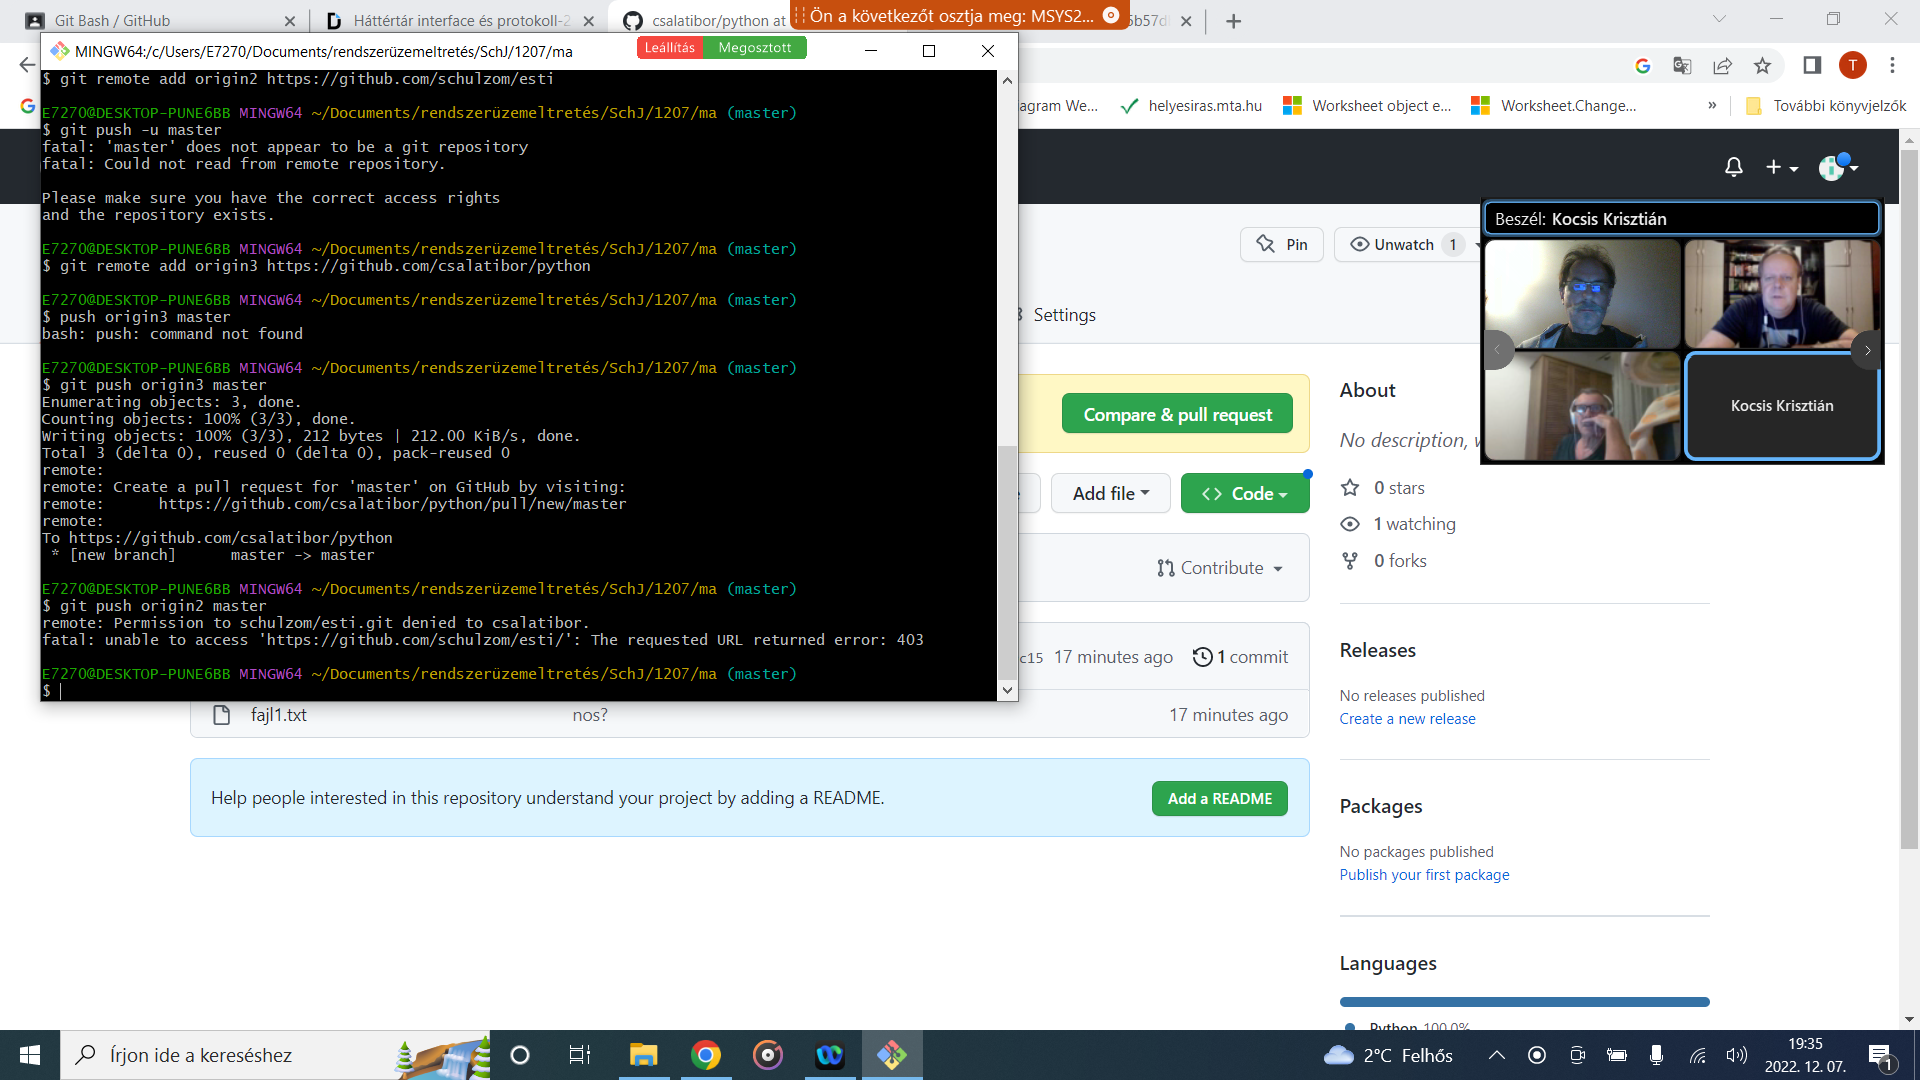 Git Bash / GitHub
Háttértár interface és protokoll-2
csalatibor/python at
Ön a következőt osztja meg: MSYS2...
MINGW64:/c/Users/E7270/Documents/rendszerüzemeltretés/SchJ/1207/ma
Leállítás
Megosztott
$ git remote add origin2 https://github.com/schulzom/esti
E7270@DESKTOP-PUNE6BB MINGW64 ~/Documents/rendszerüzemeltretés/SchJ/1207/ma (master)
$ git push -u master
fatal: 'master' does not appear to be a git repository
fatal: Could not read from remote repository.
Please make sure you have the correct access rights
and the repository exists.
E7270@DESKTOP-PUNE6BB MINGW64 ~/Documents/rendszerüzemeltretés/SchJ/1207/ma (master)
$ git remote add origin3 https://github.com/csalatibor/python
E7270@DESKTOP-PUNE6BB MINGW64 ~/Documents/rendszerüzemeltretés/SchJ/1207/ma (master)
$ push origin3 master
bash: push: command not found
E7270@DESKTOP-PUNE6BB MINGW64 ~/Documents/rendszerüzemeltretés/SchJ/1207/ma (master)
$ git push origin3 master
Enumerating objects: 3, done.
Counting objects: 100% (3/3), done.
Writing objects: 100% (3/3), 212 bytes | 212.00 KiB/s, done.
Total 3 (delta 0), reused 0 (delta 0), pack-reused 0
remote:
remote: Create a pull request for 'master' on GitHub by visiting:
remote:      https://github.com/csalatibor/python/pull/new/master
remote:
To https://github.com/csalatibor/python
 * [new branch]      master -> master
E7270@DESKTOP-PUNE6BB MINGW64 ~/Documents/rendszerüzemeltretés/SchJ/1207/ma (master)
$ git push origin2 master
remote: Permission to schulzom/esti.git denied to csalatibor.
fatal: unable to access 'https://github.com/schulzom/esti/': The requested URL returned error: 403
E7270@DESKTOP-PUNE6BB MINGW64 ~/Documents/rendszerüzemeltretés/SchJ/1207/ma (master)
$
T
agram We...
helyesiras.mta.hu
Worksheet object e...
Worksheet.Change...
»
További könyvjelzők
Pin
Unwatch 1
Settings
Beszél: Kocsis Krisztián
Kocsis Krisztián
Compare & pull request
Add file
<> Code
Contribute
c15 17 minutes ago 1 commit
fajl1.txt nos? 17 minutes ago
Help people interested in this repository understand your project by adding a README.
Add a README
About
No description,
0 stars
1 watching
0 forks
Releases
No releases published
Create a new release
Packages
No packages published
Publish your first package
Languages
Python 100.0%
Írjon ide a kereséshez
2°C Felhős
19:35
2022. 12. 07.
1